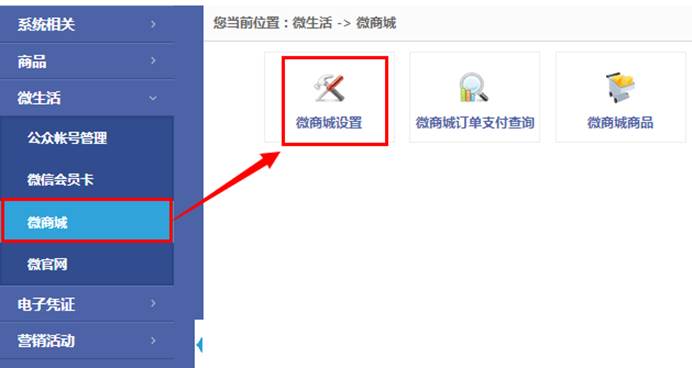 系统相关
商品
微生活
公众帐号管理
微信会员卡
微商城
微官网
电子凭证
营销活动
您当前位置：微生活 -> 微商城
微商城设置
微商城订单支付查询
微商城商品